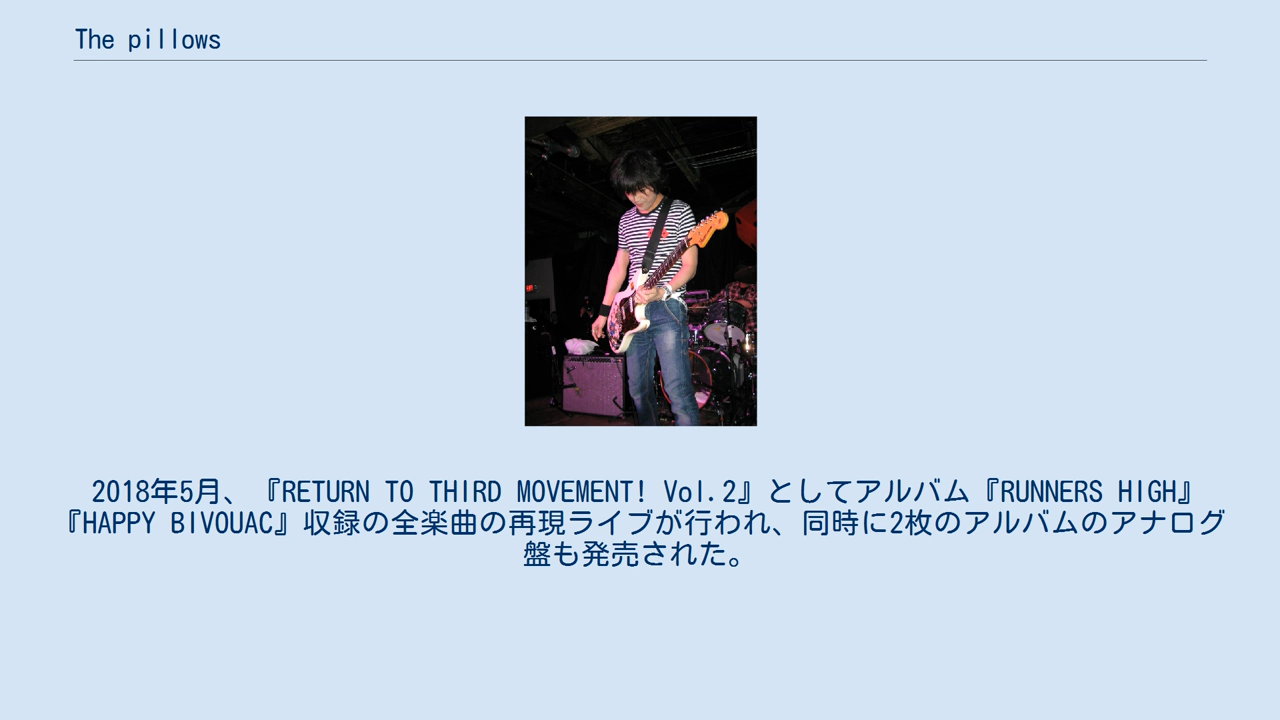 The pillows
2018年5月、『RETURN TO THIRD MOVEMENT! Vol.2』としてアルバム『RUNNERS HIGH』
『HAPPY BIVOUAC』収録の全楽曲の再現ライブが行われ、同時に2枚のアルバムのアナログ
盤も発売された。